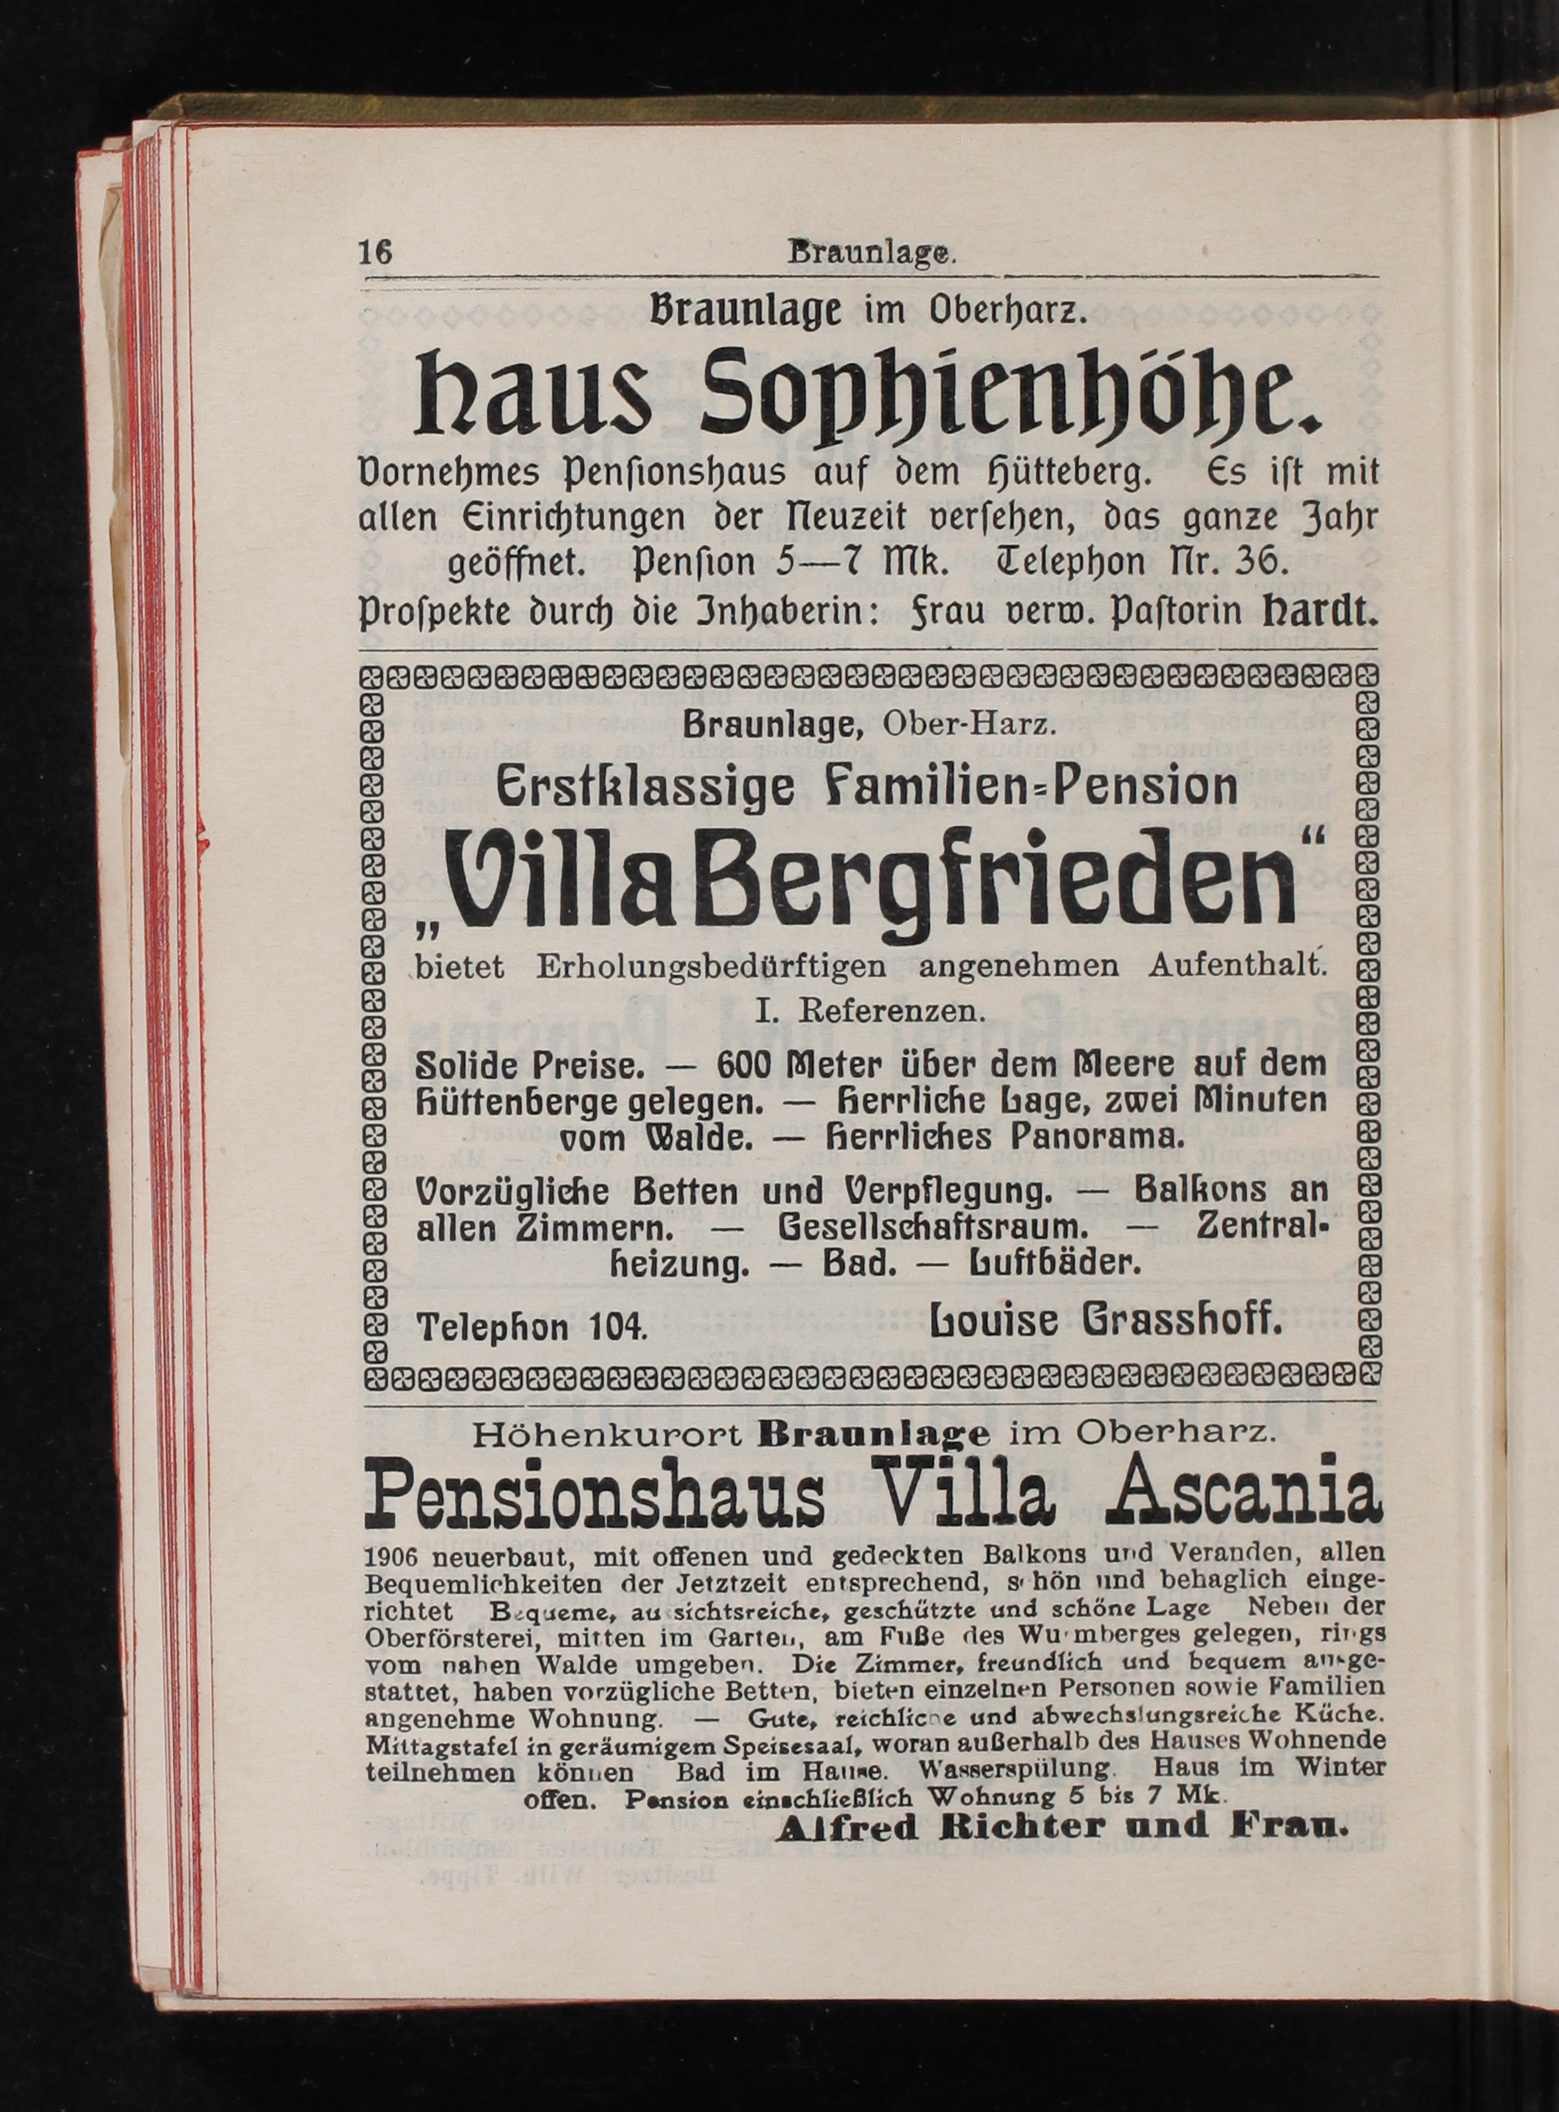 16 Braunlage.
Braunlage im Oberharz.
Haus Sophienhöhe.
Vornehmes Pensionshaus auf dem Hütteberg. Es ist mit
allen Einrichtungen der Neuzeit versehen, das ganze Jahr
geöffnet. Pension 5—7 Mk. Telephon Nr. 36.
Prospekte durch die Inhaberin: Frau verw. Pastorin Hardt.
Braunlage, Ober-Harz.
Erstklassige Familien-Pension
„Villa Bergfrieden“
bietet Erholungsbedürftigen angenehmen Aufenthalt.
I. Referenzen.
Solide Preise. — 600 Meter über dem Meere auf dem
Hüttenberge gelegen. — Herrliche Lage, zwei Minuten
vom Walde. — Herrliches Panorama.
Vorzügliche Betten und Verpflegung. — Balkons an
allen Zimmern. — Gesellschaftsraum. — Zentral-
heizung. — Bad. — Luftbäder.
Telephon 104. Louise Grasshoff.
Höhenkurort Braunlage im Oberharz.
Pensionshaus Villa Ascania
1906 neuerbaut, mit offenen und gedeckten Balkons und Veranden, allen
Bequemlichkeiten der Jetztzeit entsprechend, schön und behaglich einge-
richtet Bequeme, aussichtsreiche, geschützte und schöne Lage Neben der
Oberförsterei, mitten im Garten, am Fuße des Wurmberges gelegen, rings
vom nahen Walde umgeben. Die Zimmer, freundlich und bequem ausge-
stattet, haben vorzügliche Betten, bieten einzelnen Personen sowie Familien
angenehme Wohnung. — Gute, reichliche und abwechslungsreiche Küche.
Mittagstafel in geräumigem Speisesaal, woran außerhalb des Hauses Wohnende
teilnehmen können Bad im Hause. Wasserspülung. Haus im Winter
offen. Pension einschließlich Wohnung 5 bis 7 Mk.
Alfred Richter und Frau.